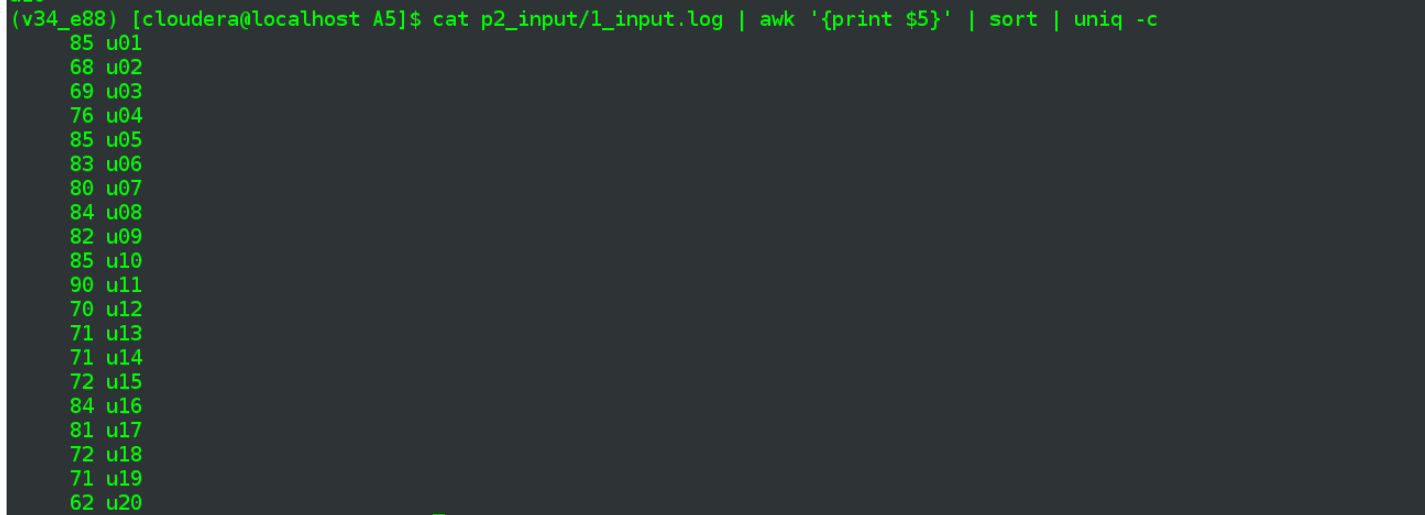 (v34_e88) [cloudera@localhost A5]$ cat p2_input/1_input.log | awk '{print $5}' | sort | uniq -c
85 u01
68 u02
69 u03
76 u04
85 u05
83 u06
80 u07
84 u08
82 u09
85 u10
90 u11
70 u12
71 u13
71 u14
72 u15
84 u16
81 u17
72 u18
71 u19
62 u20